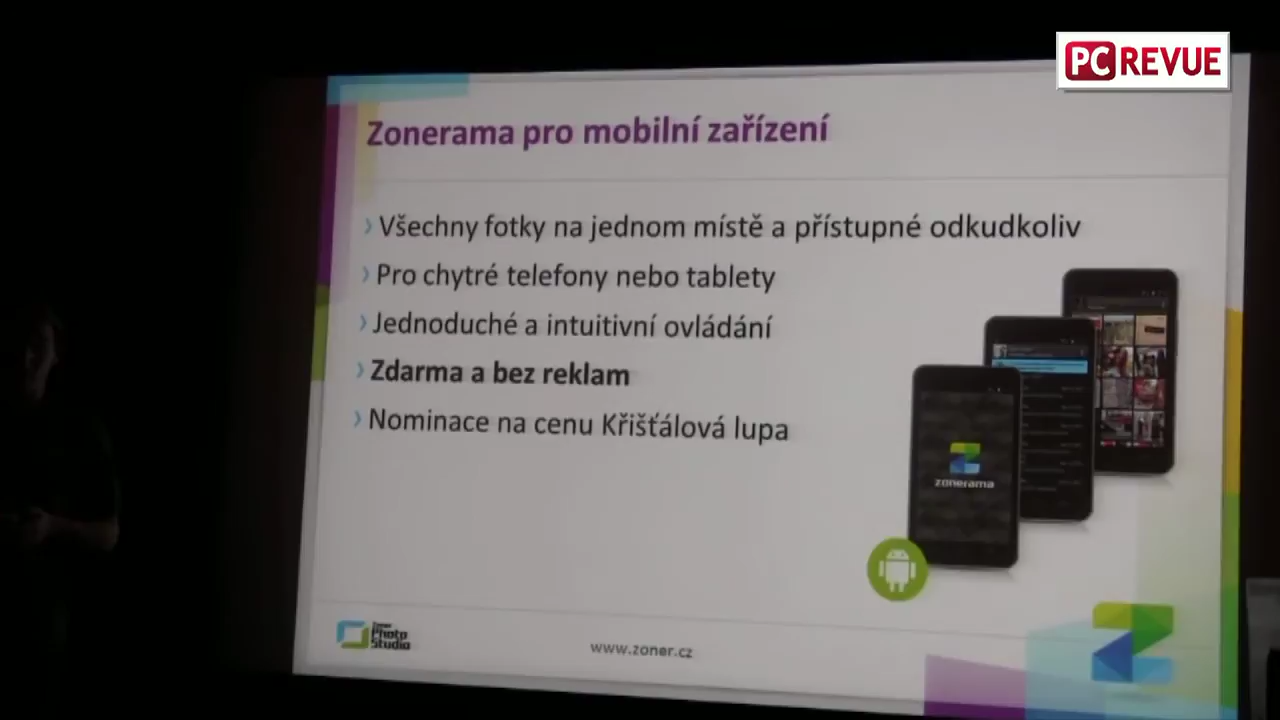 PC REVUE
Zonerama pro mobilní zařízení
› Všechny fotky na jednom místě a přístupné odkudkoliv
› Pro chytré telefony nebo tablety
› Jednoduché a intuitivní ovládání
› Zdarma a bez reklam
› Nominace na cenu Křišťálová lupa
zonerama
Zoner
Photo
Studio
www.zoner.cz